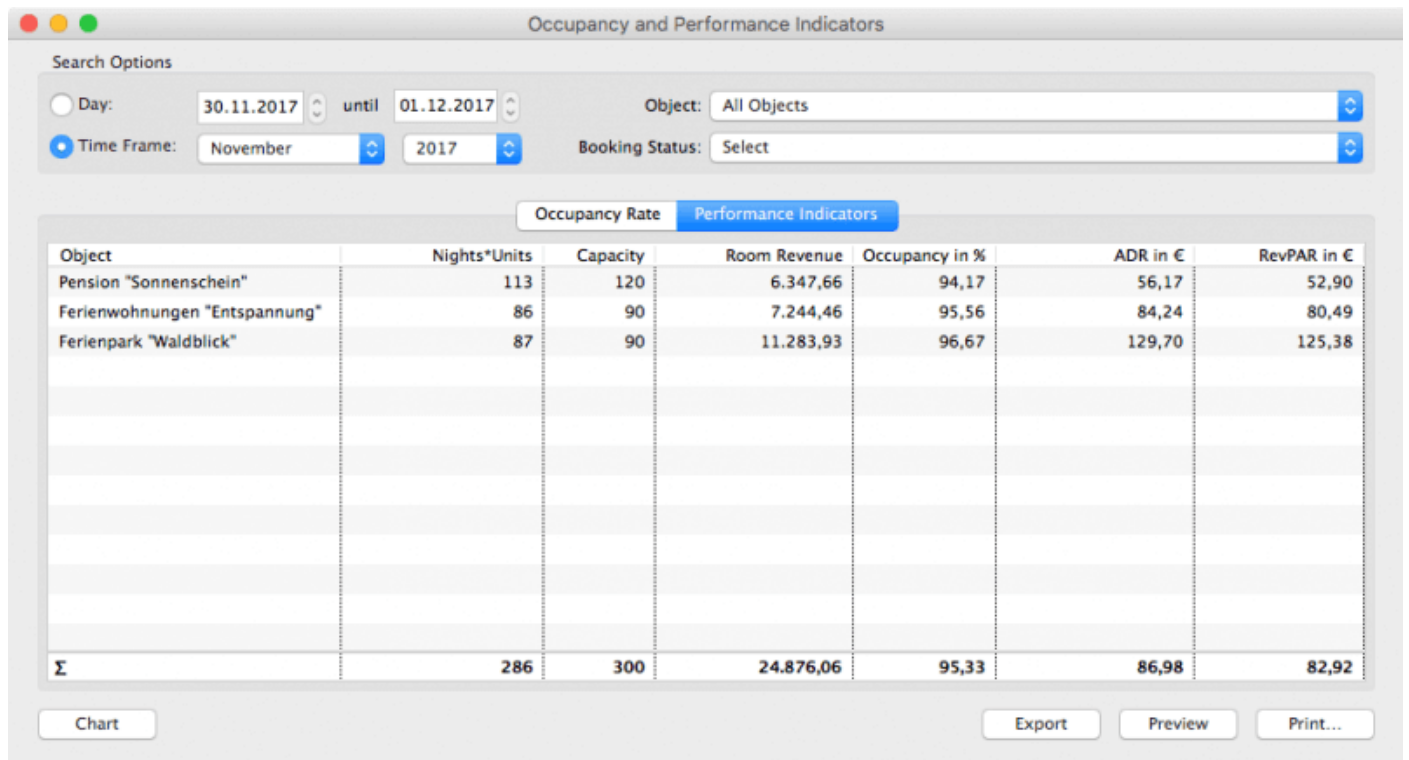 Occupancy and Performance Indicators
Search Options
Day: 30.11.2017 until 01.12.2017 Object: All Objects
Time Frame: November 2017 Booking Status: Select
Occupancy Rate Performance Indicators
Object Nights*Units Capacity Room Revenue Occupancy in % ADR in € RevPAR in €
Pension "Sonnenschein" 113 120 6.347,66 94,17 56,17 52,90
Ferienwohnungen "Entspannung" 86 90 7.244,46 95,56 84,24 80,49
Ferienpark "Waldblick" 87 90 11.283,93 96,67 129,70 125,38
Σ 286 300 24.876,06 95,33 86,98 82,92
Chart Export Preview Print...